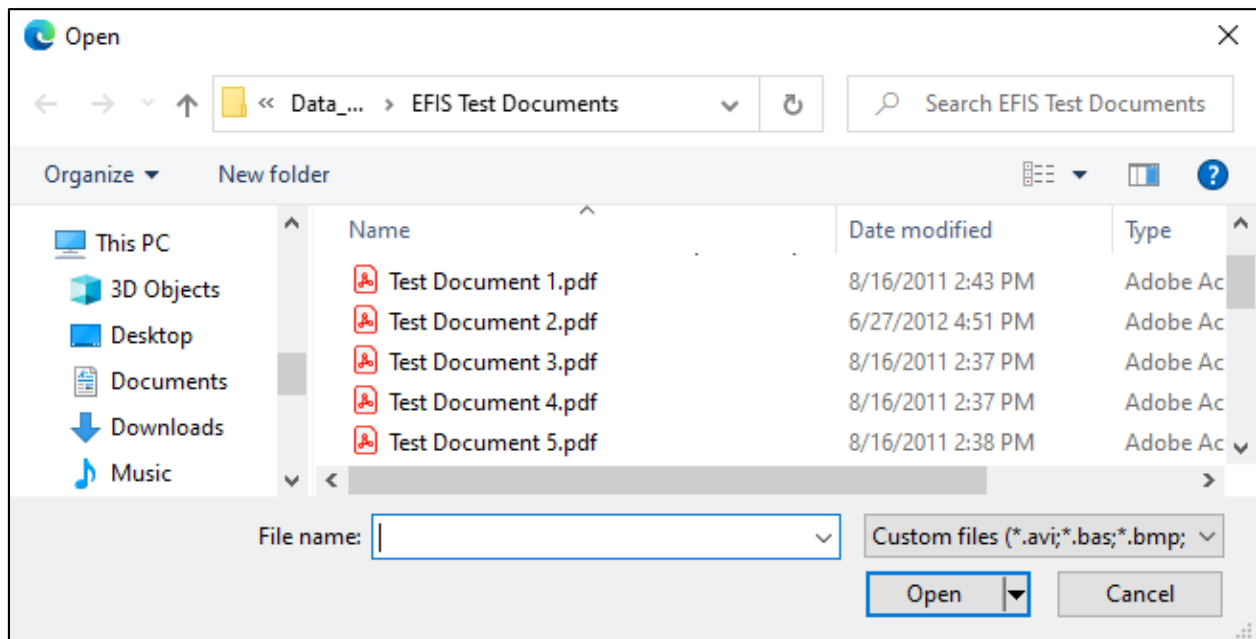 Open
« Data_... > EFIS Test Documents
Search EFIS Test Documents
Organize
New folder
?
This PC
3D Objects
Desktop
Documents
Downloads
Music
Name Date modified Type
Test Document 1.pdf 8/16/2011 2:43 PM Adobe Ac
Test Document 2.pdf 6/27/2012 4:51 PM Adobe Ac
Test Document 3.pdf 8/16/2011 2:37 PM Adobe Ac
Test Document 4.pdf 8/16/2011 2:37 PM Adobe Ac
Test Document 5.pdf 8/16/2011 2:38 PM Adobe Ac
File name:
Custom files (*.avi;*.bas;*.bmp;
Open
Cancel